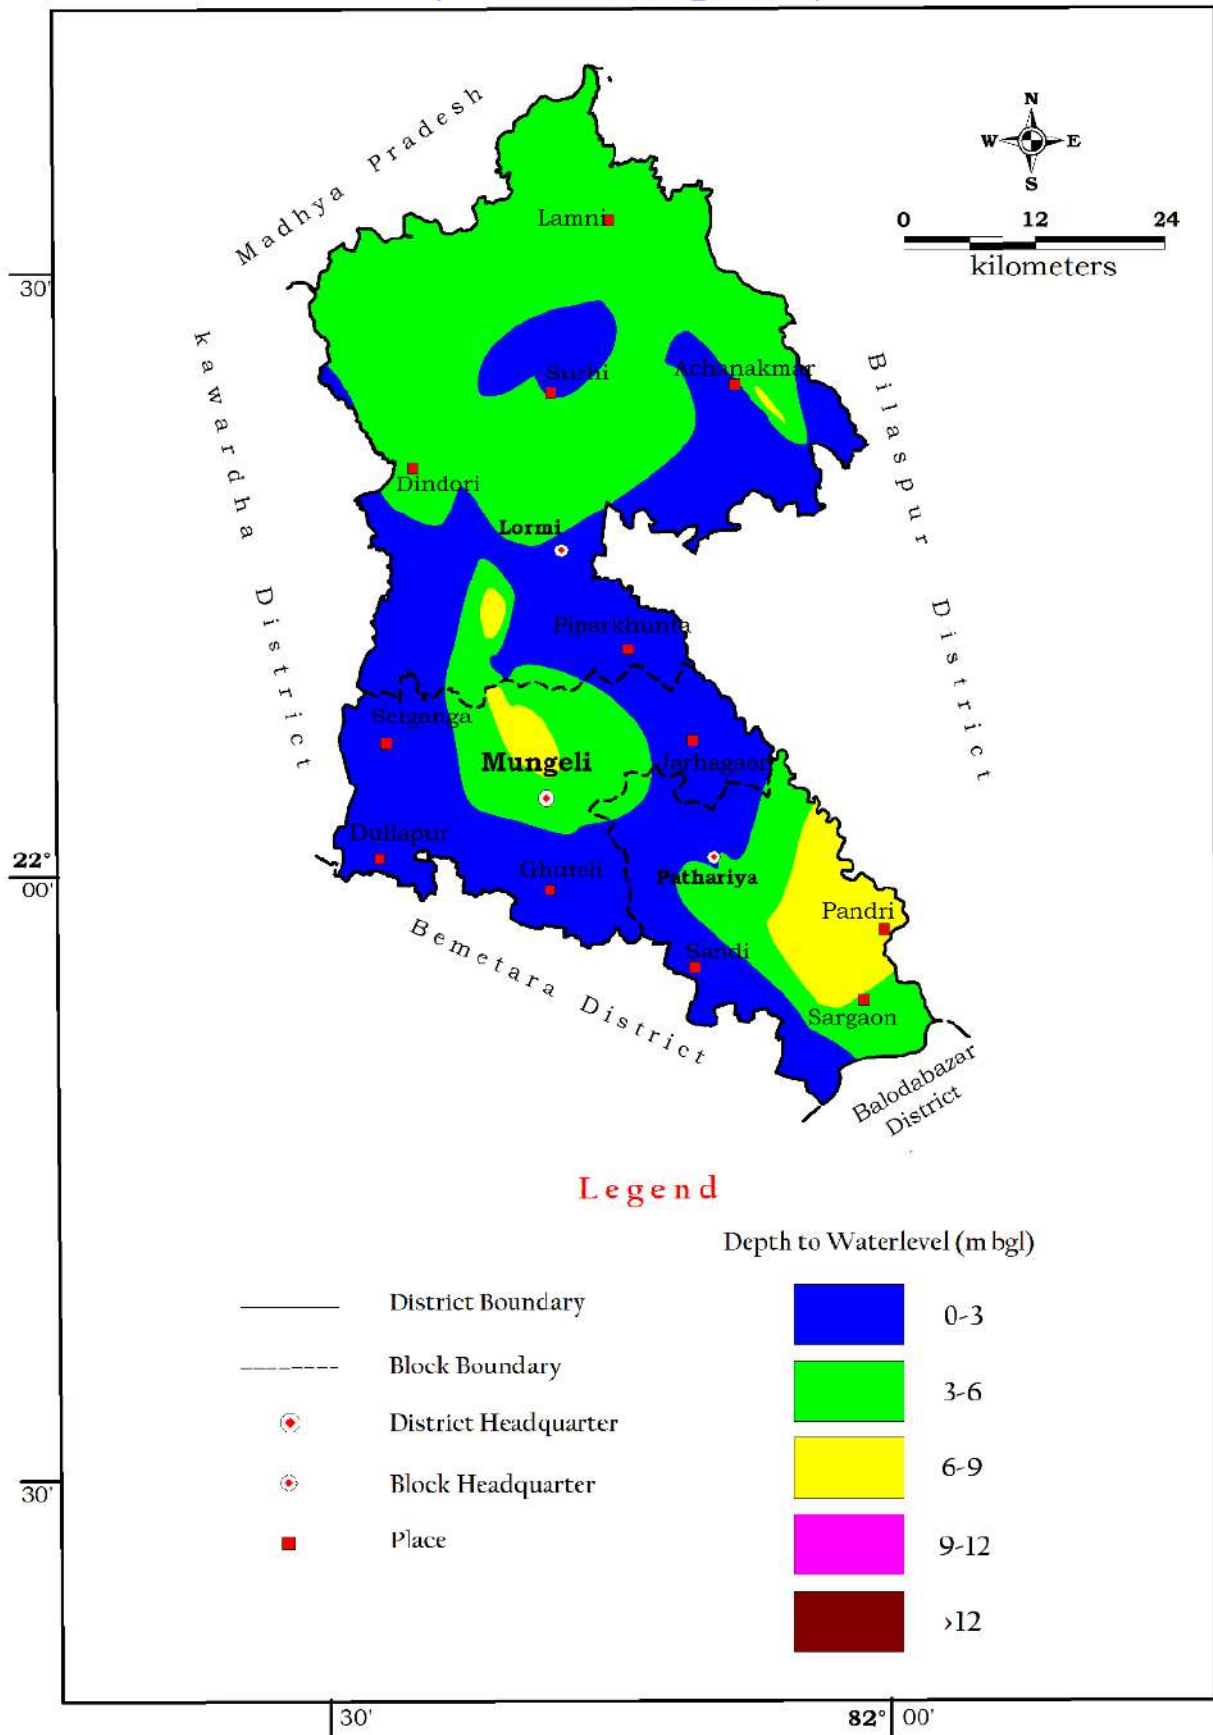 Madhya Pradesh
N
W E
S
0 12 24
kilometers
30'
Lamni
kawardha District
Bilaspur District
Surhi
Achanakmar
Dindori
Lormi
Piparkhunta
Setganga
Mungeli
Jarhagaon
Dullapur
22°
00'
Ghuteli
Pathariya
Pandri
Bemetara District
Sandi
Sargaon
Balodabazar
District
Legend
Depth to Waterlevel (m bgl)
District Boundary
0-3
Block Boundary
3-6
District Headquarter
6-9
Block Headquarter
30'
Place
9-12
>12
30'
82° 00'